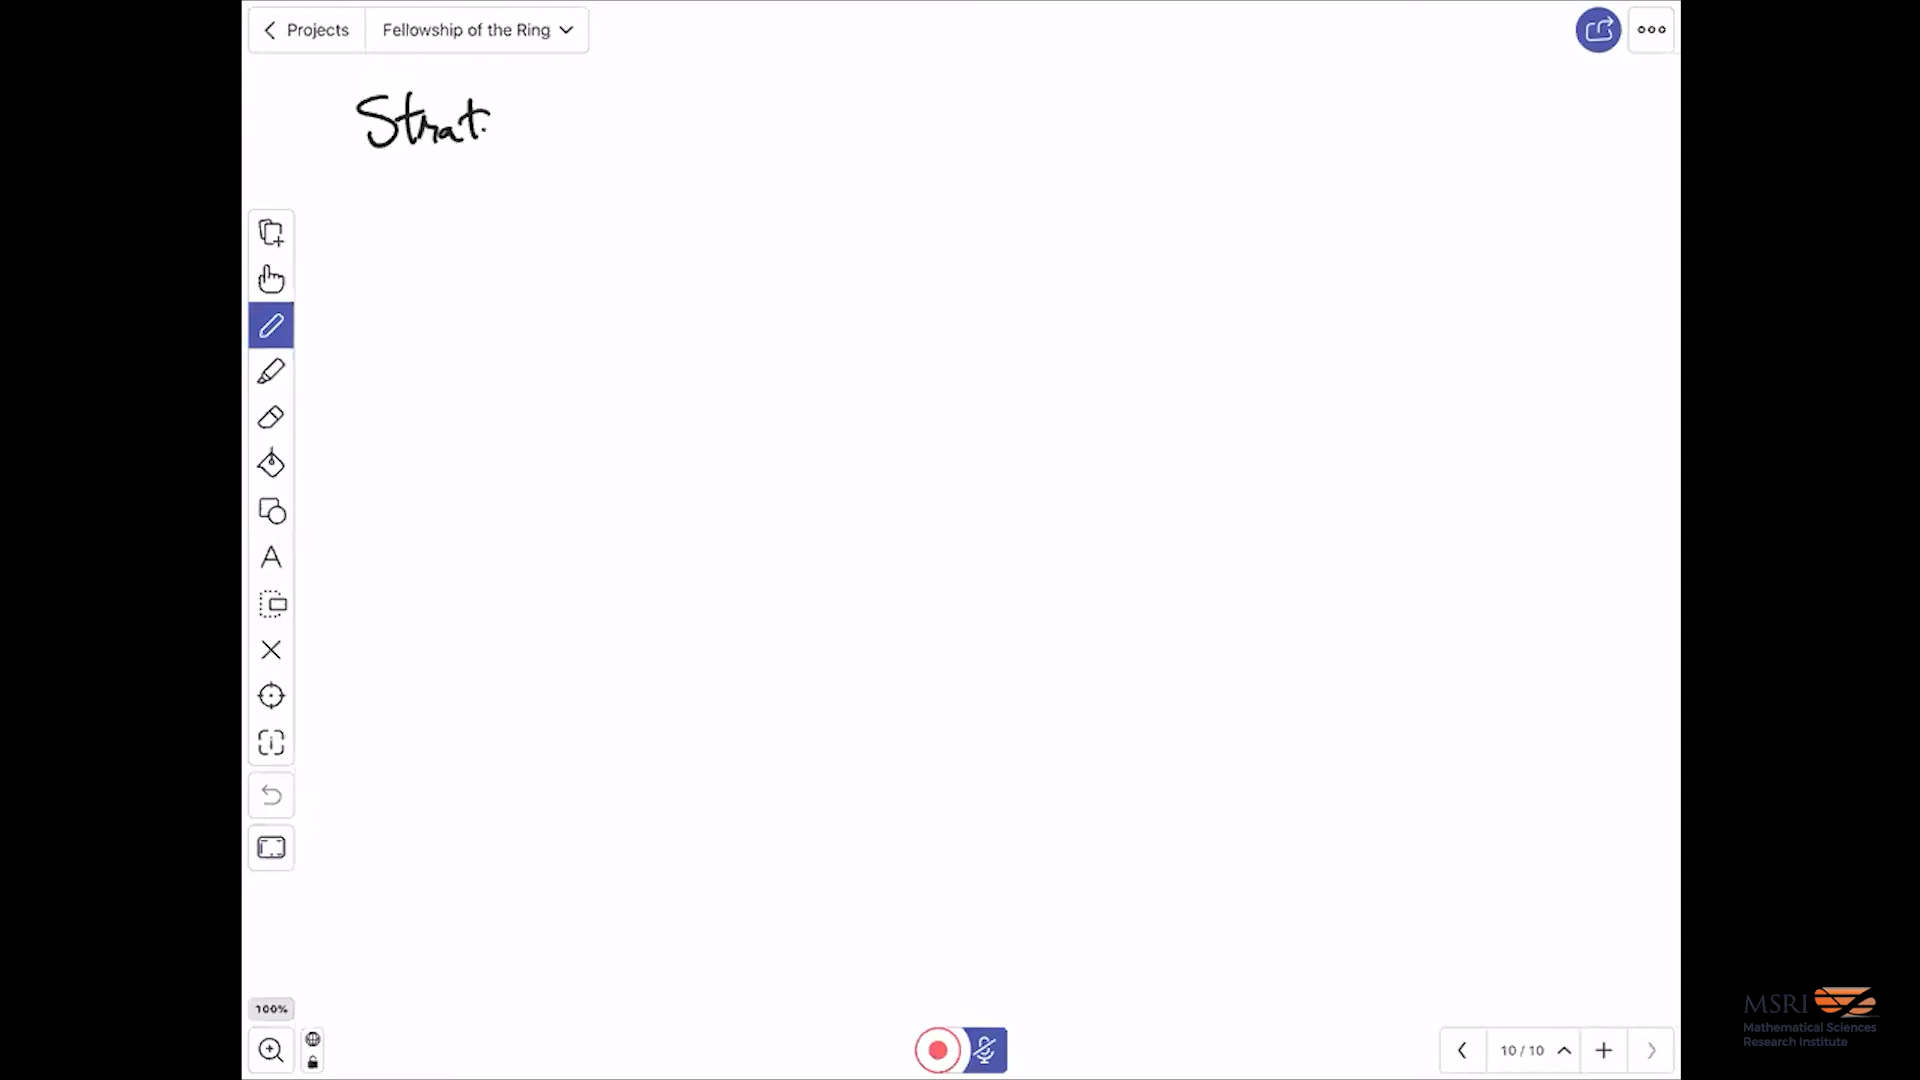 Projects
Fellowship of the Ring
Strat
A
100%
10 / 10
MSRI
Mathematical Sciences
Research Institute